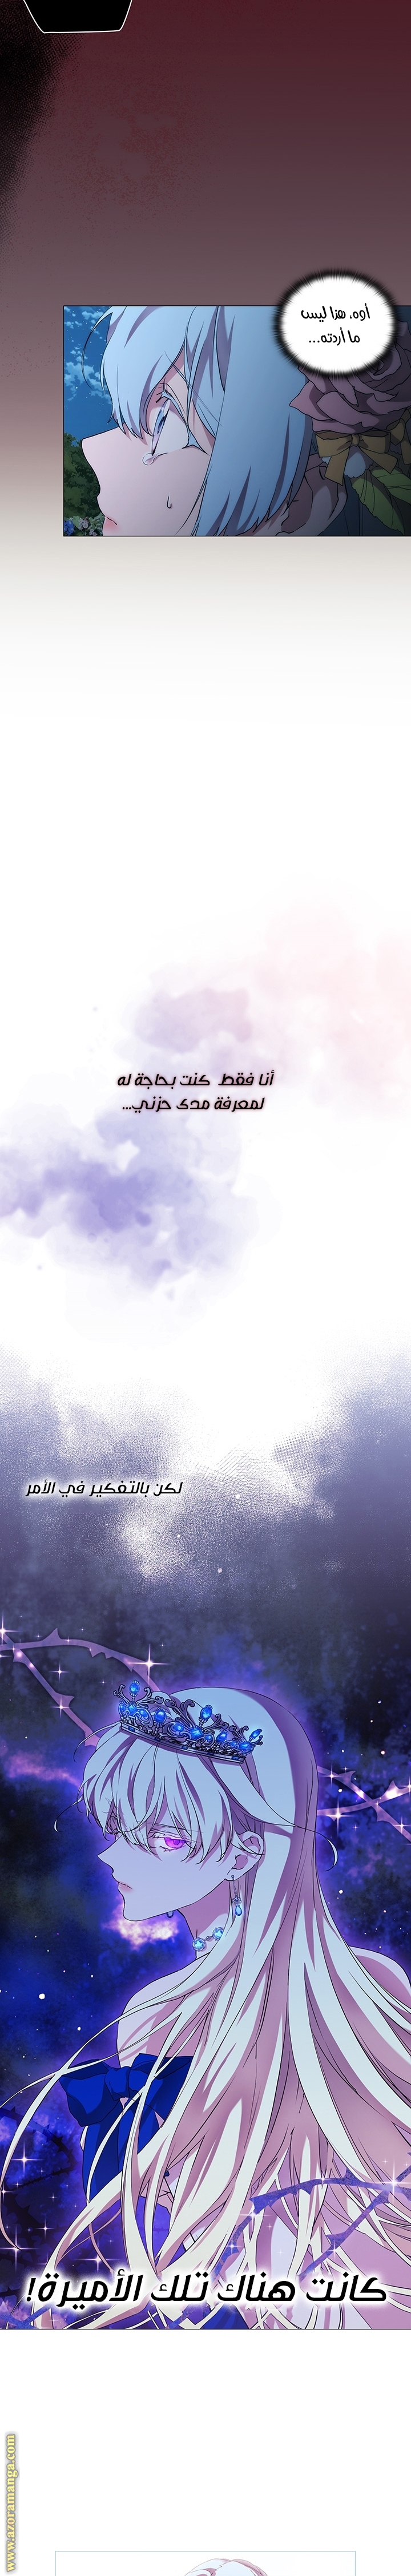 أوه، هذا ليس
ما أردته...
أنا فقط كنت بحاجة له
لمعرفة مدى حزني...
لكن بالتفكير في الأمر
كانت هناك تلك الأميرة!
www.azoramanga.com